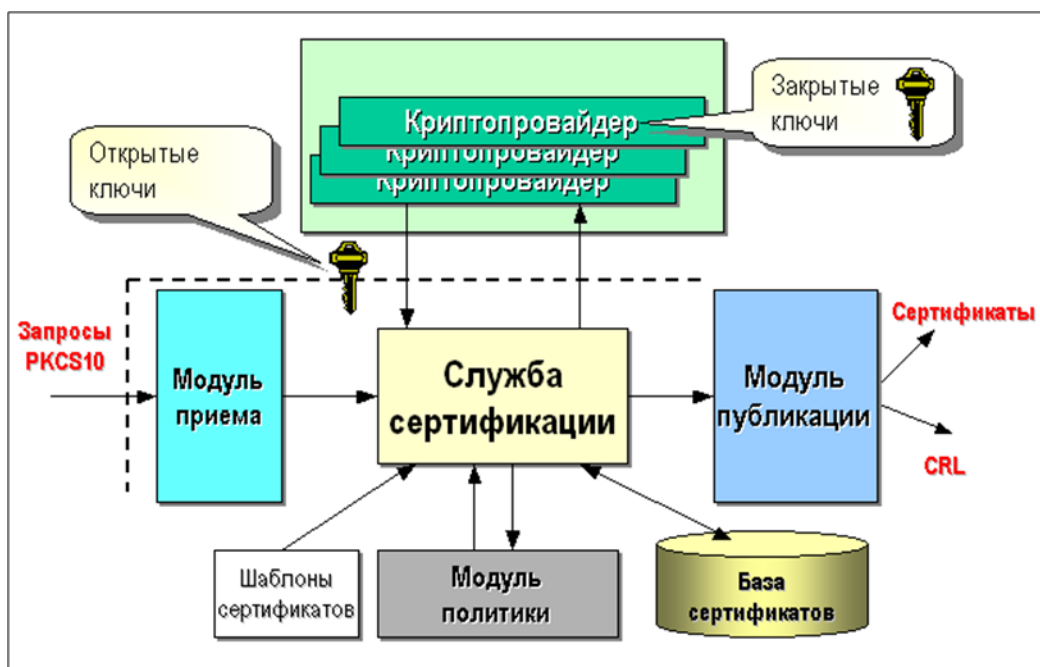 Закрытые
ключи
Криптопровайдер
Криптопровайдер
Криптопровайдер
Открытые
ключи
Запросы
PKCS10
Модуль
приема
Служба
сертификации
Модуль
публикации
Сертификаты
CRL
Шаблоны
сертификатов
Модуль
политики
База
сертификатов